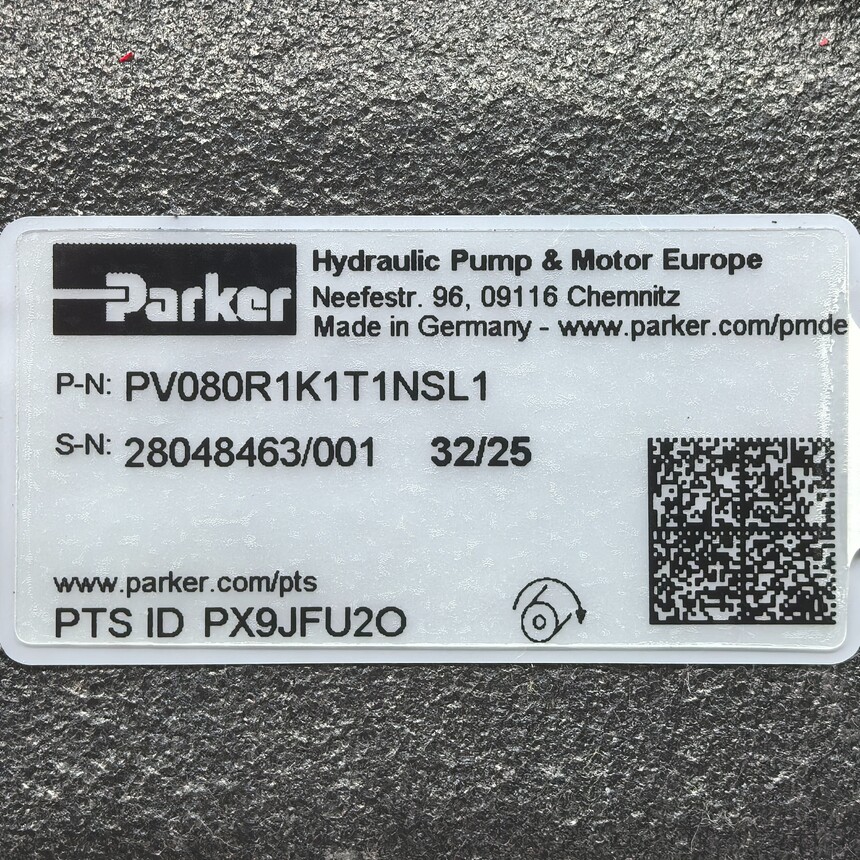 Parker
Hydraulic Pump & Motor Europe
Neefestr. 96, 09116 Chemnitz
Made in Germany - www.parker.com/pmde
P-N: PV080R1K1T1NSL1
S-N: 28048463/001 32/25
www.parker.com/pts
PTS ID PX9JFU2O